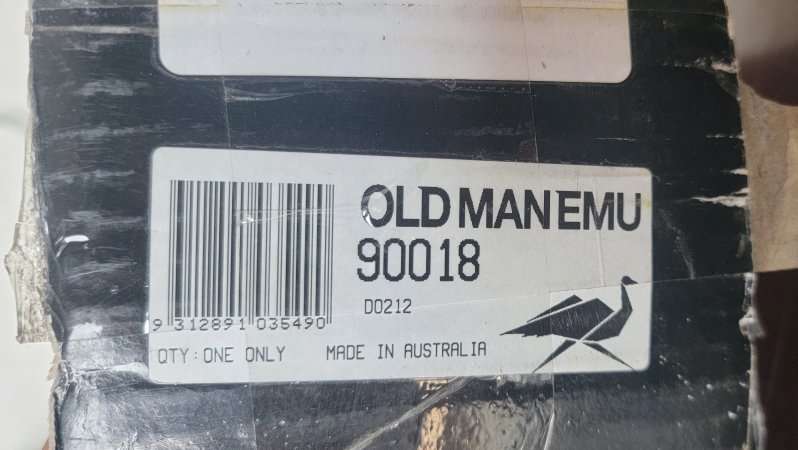 OLD MAN EMU
90018
D0212
9 312891 035490
QTY: ONE ONLY MADE IN AUSTRALIA